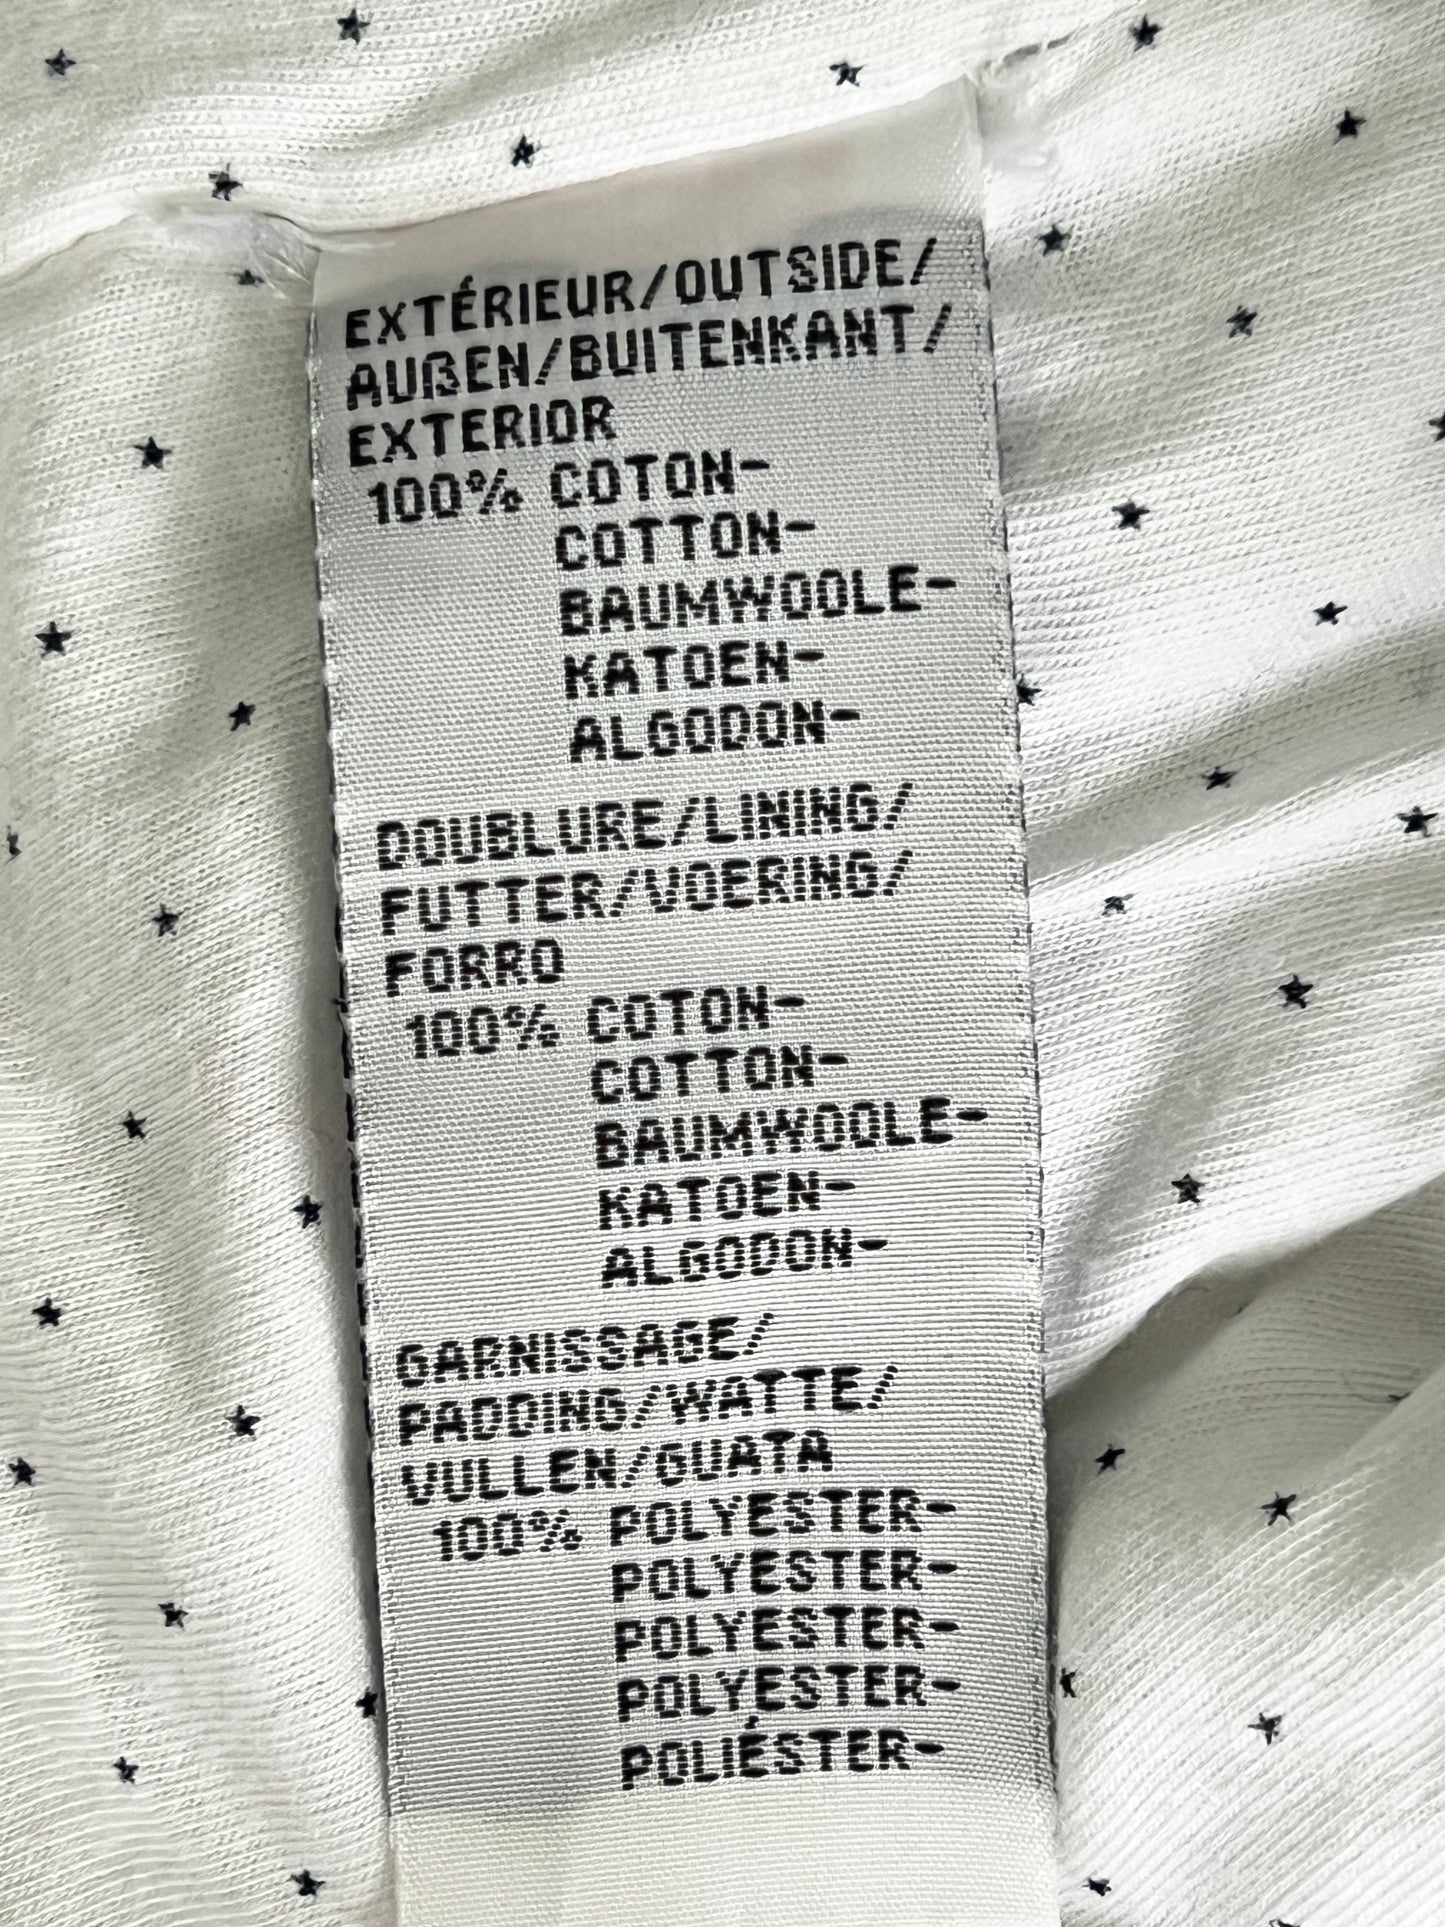 EXTÉRIEUR/OUTSIDE/
AUßEN/BUITENKANT/
EXTERIOR
100% COTON-
COTTON-
BAUMWOOLE-
KATOEN-
ALGODON-
DOUBLURE/LINING/
FUTTER/VOERING/
FORRO
100% COTON-
COTTON-
BAUMWOOLE-
KATOEN-
ALGODON-
GARNISSAGE/
PADDING/WATTE/
VULLEN/GUATA
100% POLYESTER-
POLYESTER-
POLYESTER-
POLYESTER-
POLIÉSTER-